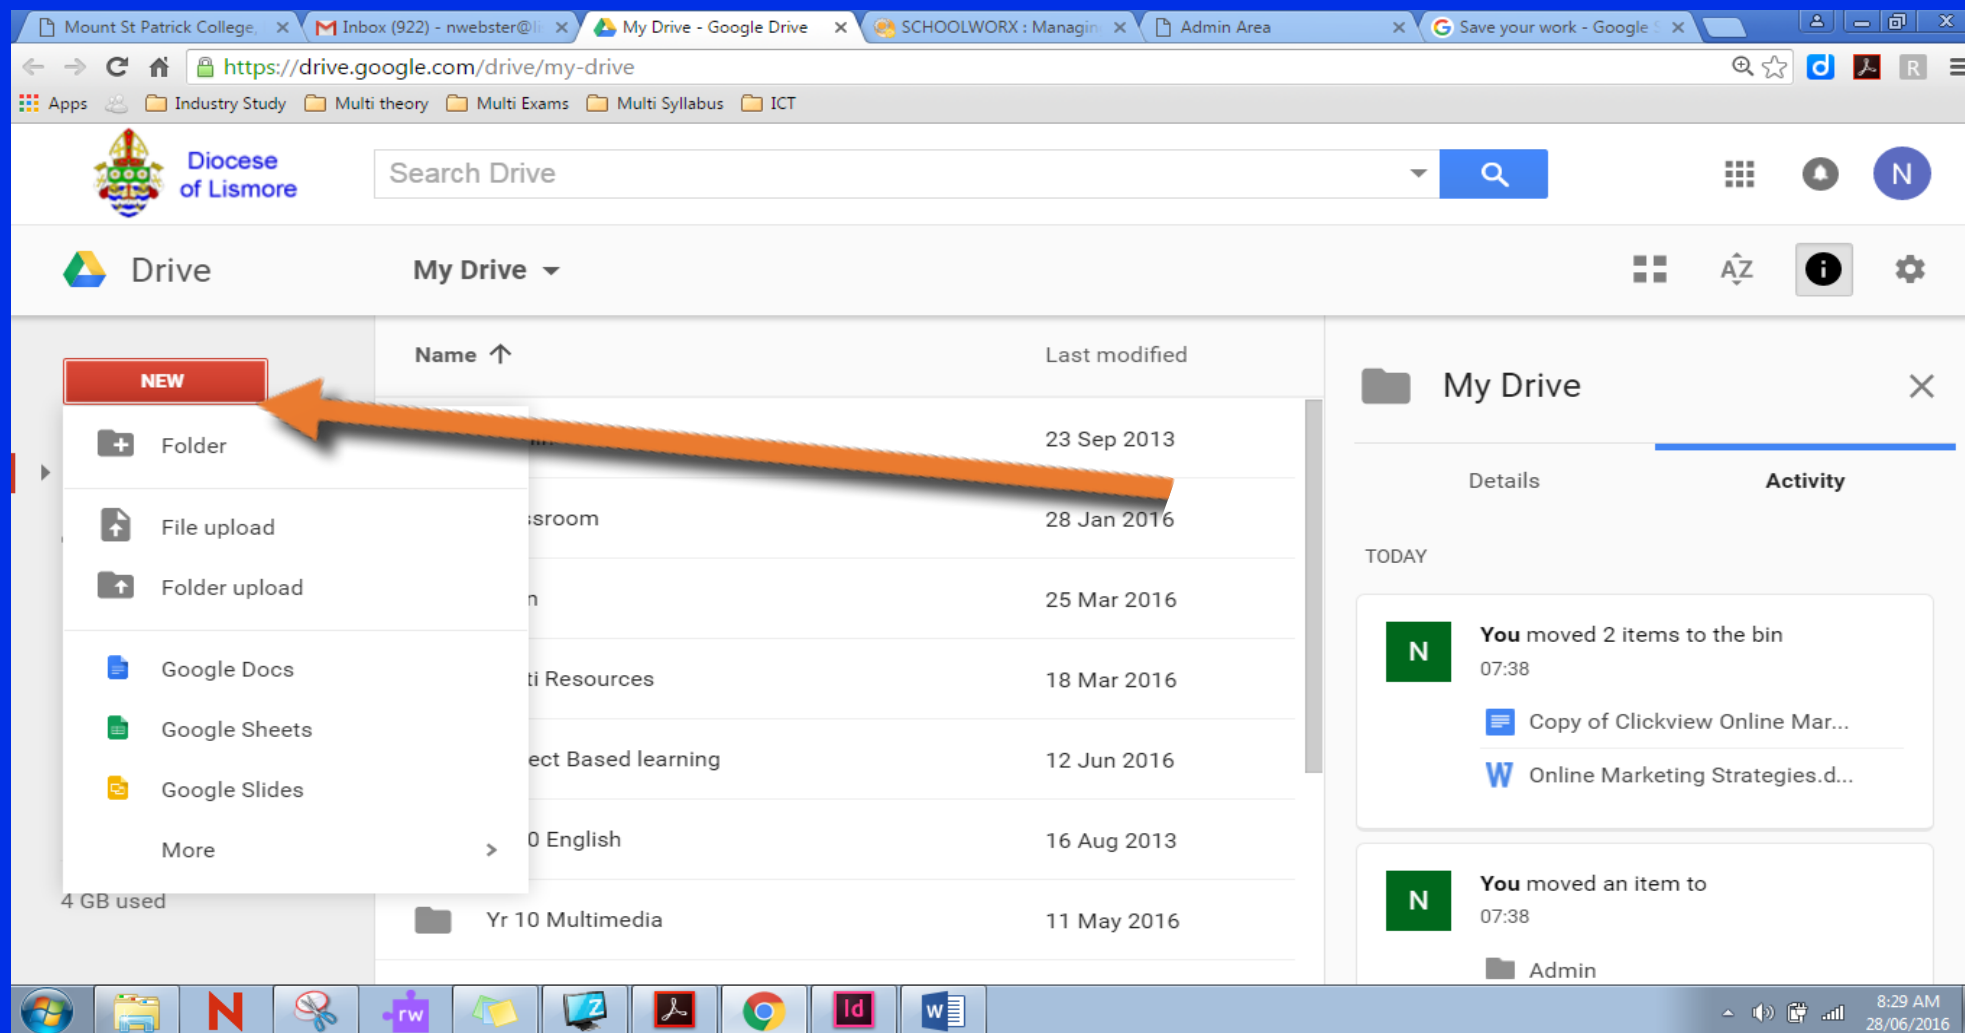 Mount St Patrick College,
Inbox (922) - nwebster@li
My Drive - Google Drive
SCHOOLWORX : Managin
Admin Area
Save your work - Google S
https://drive.google.com/drive/my-drive
R
Apps
Industry Study
Multi theory
Multi Exams
Multi Syllabus
ICT
Diocese
of Lismore
Search Drive
N
Drive
My Drive
AZ
Name
Last modified
NEW
My Drive
Folder
23 Sep 2013
Details
Activity
File upload
ssroom
28 Jan 2016
TODAY
Folder upload
n
25 Mar 2016
N
You moved 2 items to the bin
07:38
Google Docs
ti Resources
18 Mar 2016
Copy of Clickview Online Mar...
Google Sheets
ect Based learning
12 Jun 2016
W
Online Marketing Strategies.d...
Google Slides
More
0 English
16 Aug 2013
4 GB used
N
You moved an item to
07:38
Yr 10 Multimedia
11 May 2016
Admin
N
rw
Z
Id
W
8:29 AM
28/06/2016